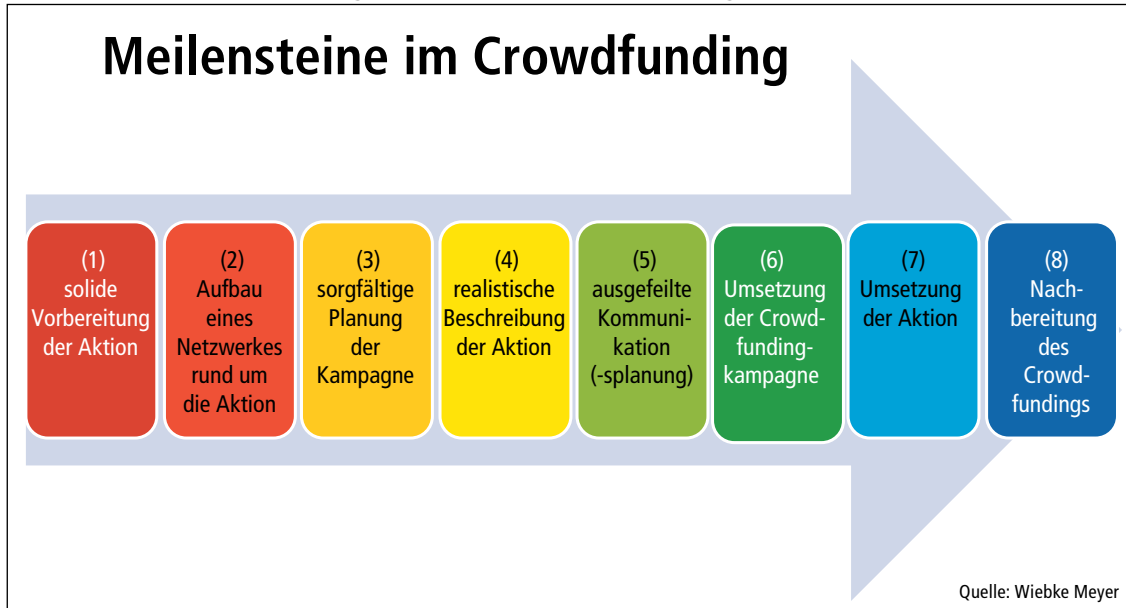 Meilensteine im Crowdfunding
(1)
solide
Vorbereitung
der Aktion
(2)
Aufbau
eines
Netzwerkes
rund um
die Aktion
(3)
sorgfältige
Planung
der
Kampagne
(4)
realistische
Beschreibung
der Aktion
(5)
ausgefeilte
Kommuni-
kation
(-splanung)
(6)
Umsetzung
der Crowd-
funding-
kampagne
(7)
Umsetzung
der Aktion
(8)
Nach-
bereitung
des
Crowd-
fundings
Quelle: Wiebke Meyer